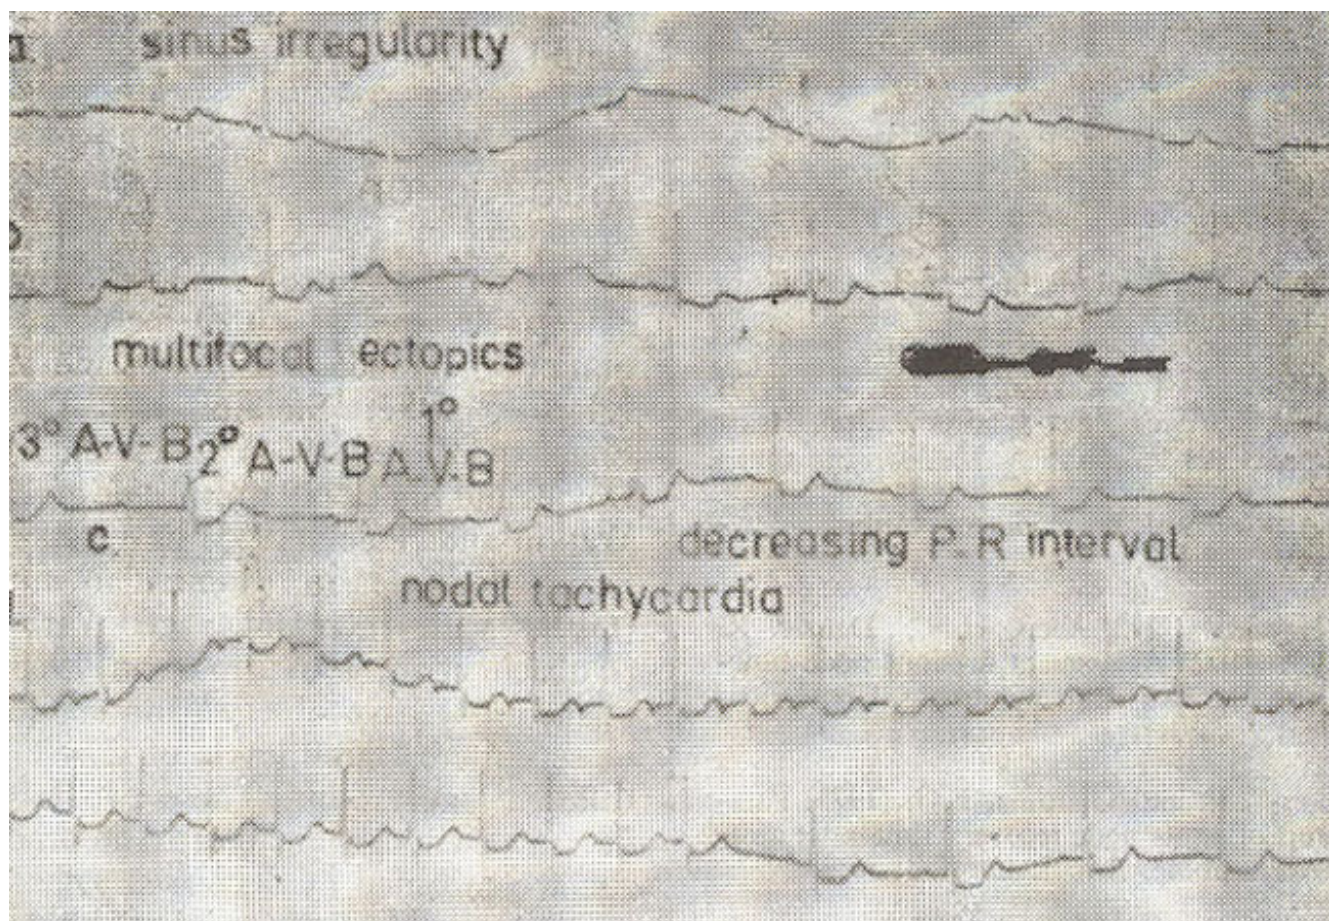 a. sinus irregularity
multifocal ectopics
1°
3° A-V-B 2° A-V-B A.V-B
c.
decreasing P-R interval
nodal tachycardia